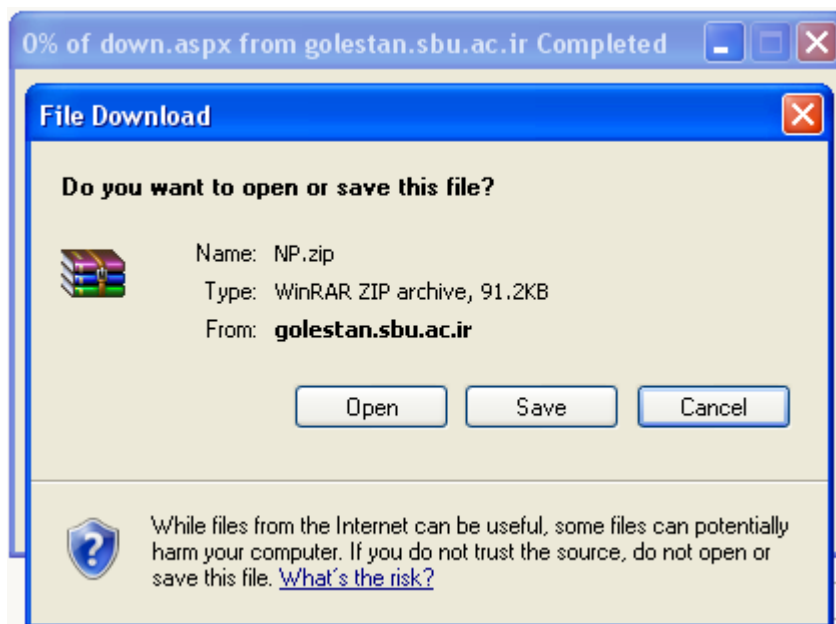 0% of down.aspx from golestan.sbu.ac.ir Completed
File Download
Do you want to open or save this file?
Name: NP.zip
Type: WinRAR ZIP archive, 91.2KB
From: golestan.sbu.ac.ir
Open Save Cancel
While files from the Internet can be useful, some files can potentially
harm your computer. If you do not trust the source, do not open or
save this file. What's the risk?